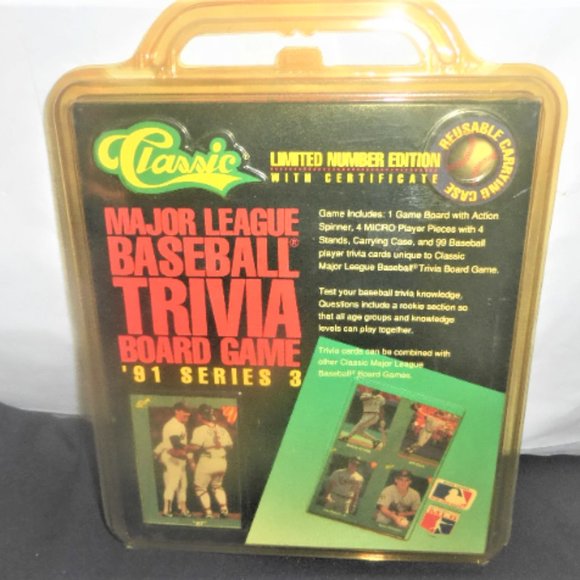 Classic
LIMITED NUMBER EDITION
WITH CERTIFICATE
REUSABLE CARRYING CASE
MAJOR LEAGUE
BASEBALL®
TRIVIA
BOARD GAME
'91 SERIES 3
Game Includes: 1 Game Board with Action
Spinner, 4 MICRO Player Pieces with 4
Stands, Carrying Case, and 99 Baseball
player trivia cards unique to Classic
Major League Baseball® Trivia Board Game.
Test your baseball trivia knowledge.
Questions include a rookie section so
that all age groups and knowledge
levels can play together.
Trivia cards can be combined with
other Classic Major League
Baseball® Board Games.